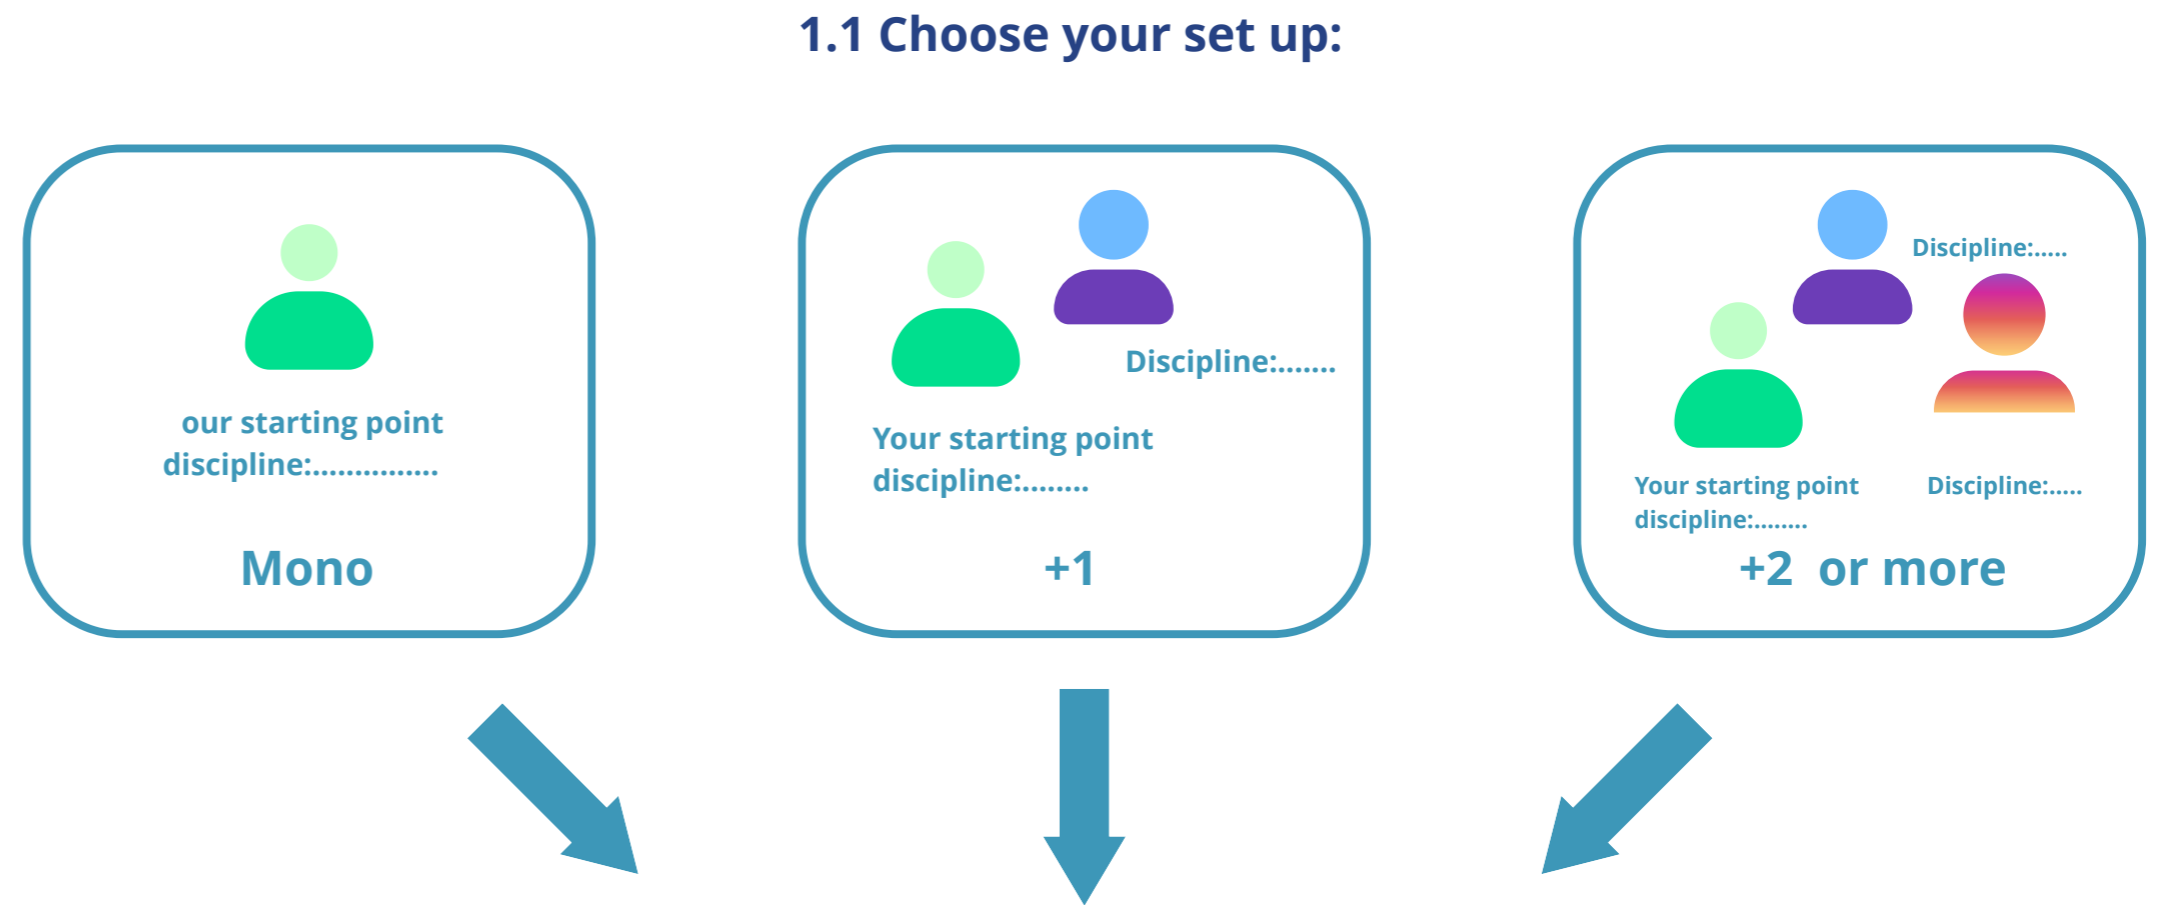 1.1 Choose your set up:
our starting point
discipline:...............
Mono
Discipline:.......
Your starting point
discipline:........
+1
Discipline:.....
Your starting point
discipline:........
Discipline:.....
+2 or more